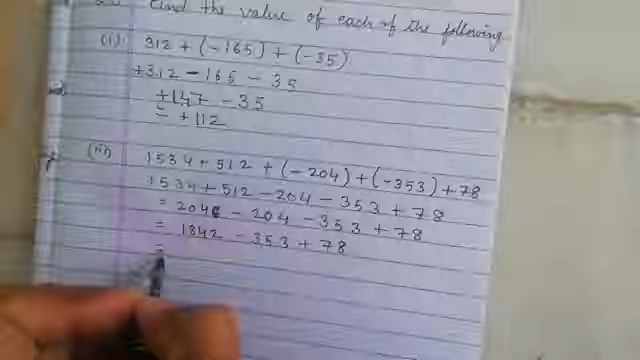 Find the value of each of the following
(i) 312 + (-165) + (-35)
+312 - 165 - 35
+147 - 35
= +112
(ii) 1534 + 512 + (-204) + (-353) + 78
1534 + 512 - 204 - 353 + 78
= 2046 - 204 - 353 + 78
= 1842 - 353 + 78
=